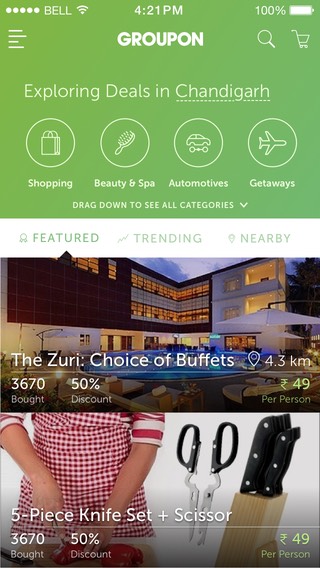 BELL 4:21PM 100%
GROUPON
Exploring Deals in Chandigarh
Shopping Beauty & Spa Automotives Getaways
DRAG DOWN TO SEE ALL CATEGORIES
FEATURED TRENDING NEARBY
The Zuri: Choice of Buffets 4.3 km
3670 50% ₹ 49
Bought Discount Per Person
5-Piece Knife Set + Scissor
3670 50% ₹ 49
Bought Discount Per Person